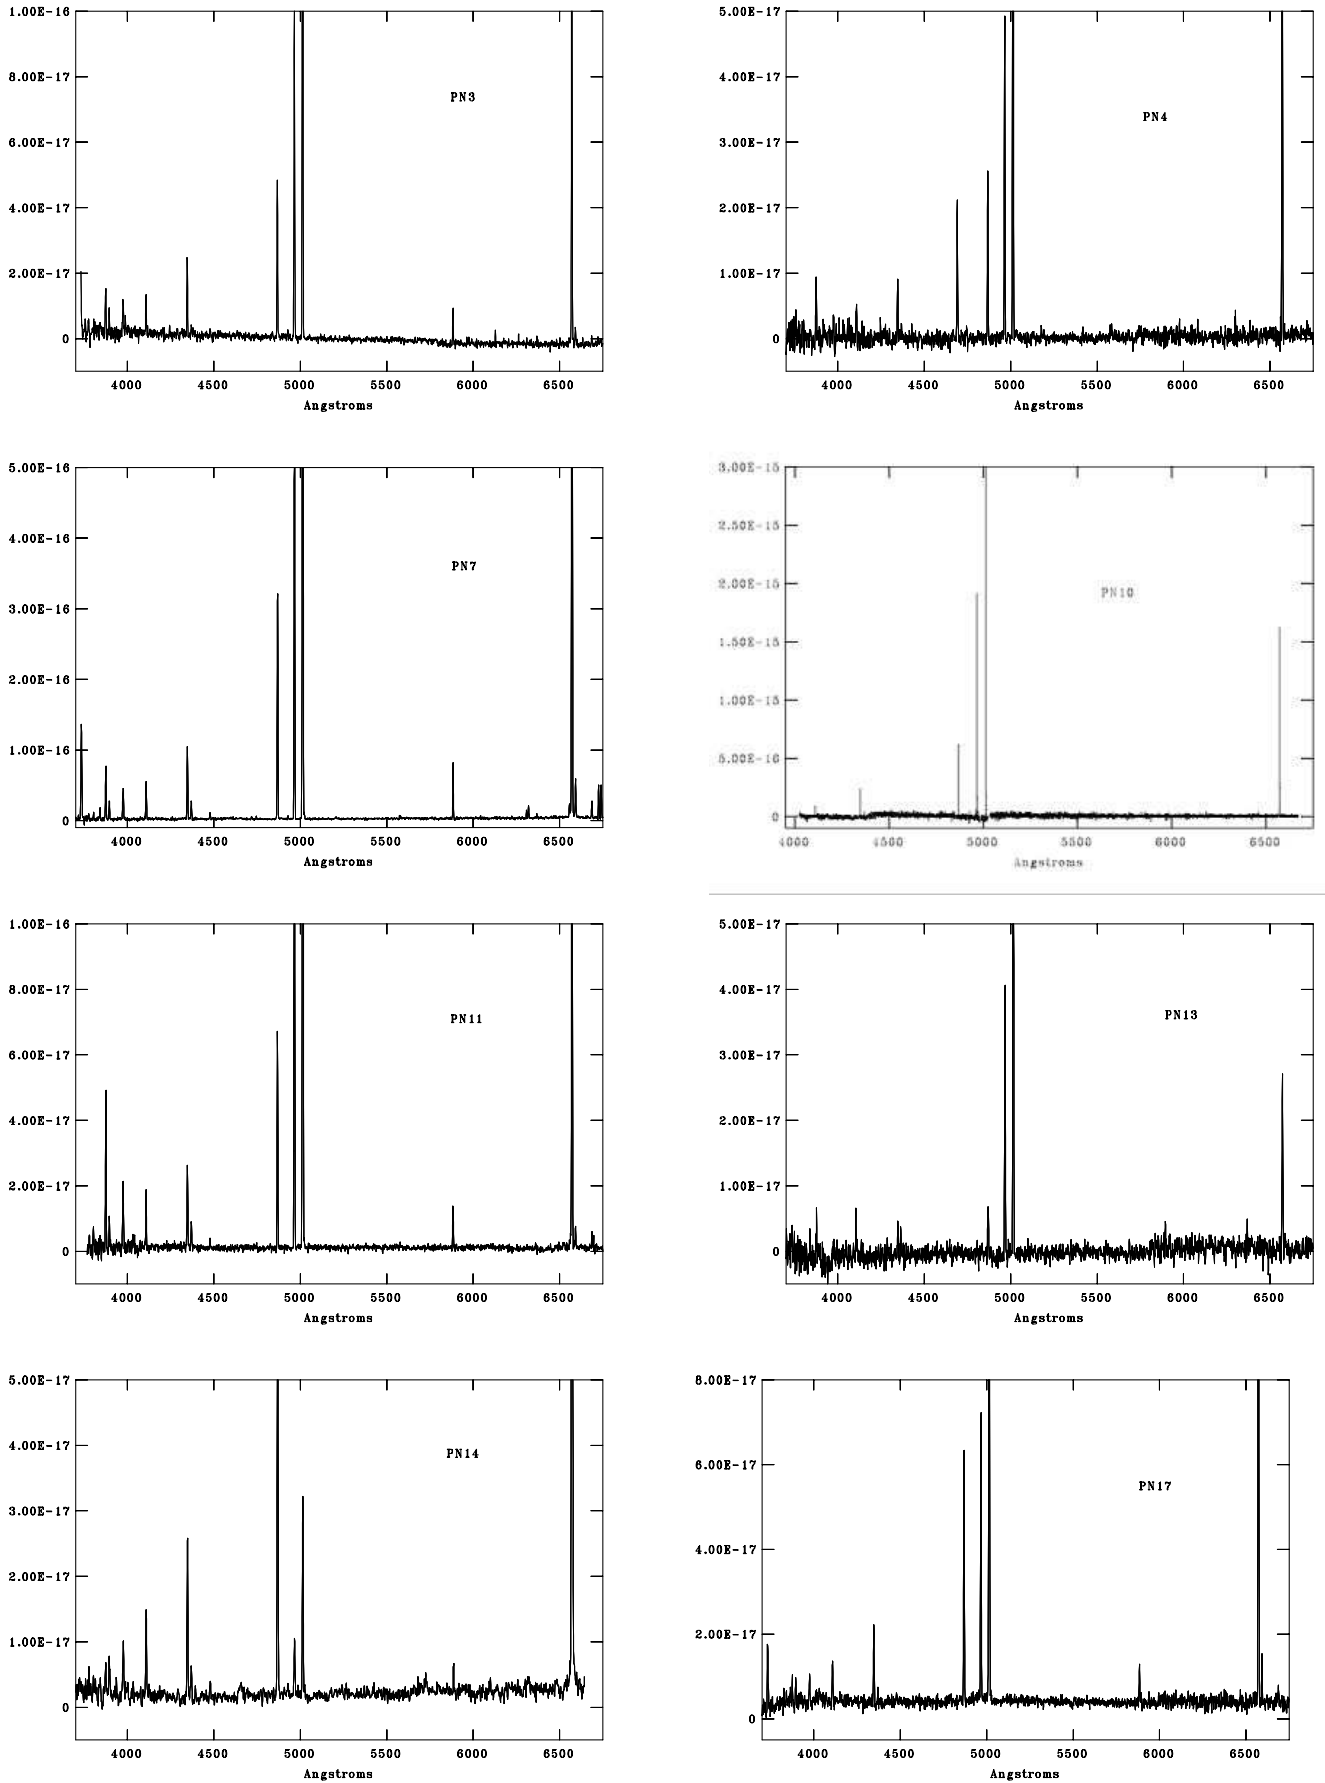 1.00E-16
8.00E-17
6.00E-17
4.00E-17
2.00E-17
0
PN3
4000 4500 5000 5500 6000 6500
Angstroms
5.00E-17
4.00E-17
3.00E-17
2.00E-17
1.00E-17
0
PN4
4000 4500 5000 5500 6000 6500
Angstroms
5.00E-16
4.00E-16
3.00E-16
2.00E-16
1.00E-16
0
PN7
4000 4500 5000 5500 6000 6500
Angstroms
3.00E-15
2.50E-15
2.00E-15
1.50E-15
1.00E-15
5.00E-16
0
PN10
4000 4500 5000 5500 6000 6500
Angstroms
1.00E-16
8.00E-17
6.00E-17
4.00E-17
2.00E-17
0
PN11
4000 4500 5000 5500 6000 6500
Angstroms
5.00E-17
4.00E-17
3.00E-17
2.00E-17
1.00E-17
0
PN13
4000 4500 5000 5500 6000 6500
Angstroms
5.00E-17
4.00E-17
3.00E-17
2.00E-17
1.00E-17
0
PN14
4000 4500 5000 5500 6000 6500
Angstroms
8.00E-17
6.00E-17
4.00E-17
2.00E-17
0
PN17
4000 4500 5000 5500 6000 6500
Angstroms